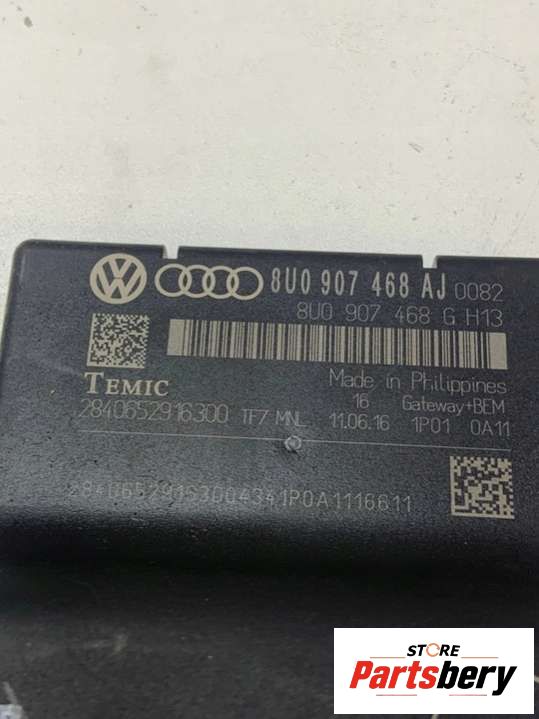 8U0 907 468 AJ 0082
8U0 907 468 G H13
TEMIC
Made in Philippines
16 Gateway+BEM
2840652916300 TF7 MNL 11.06.16 1P01 0A11
28406529163004341P0A1116611
STORE
Partsbery